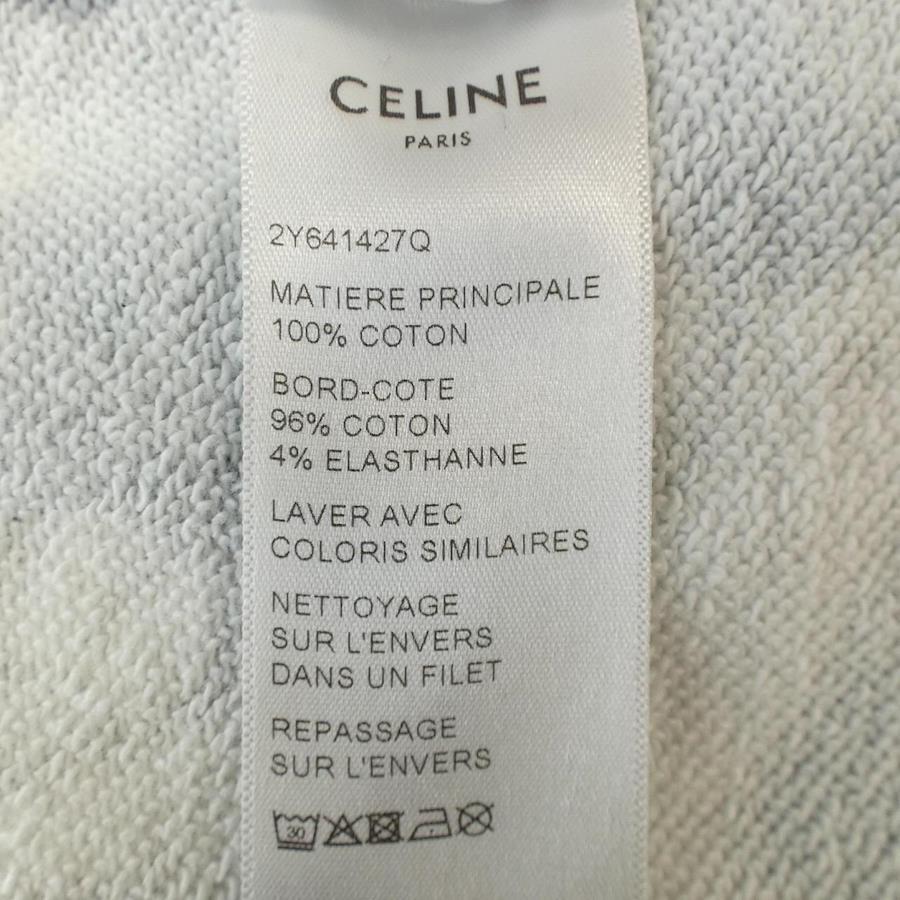 CELINE
PARIS
2Y641427Q
MATIERE PRINCIPALE
100% COTON
BORD-COTE
96% COTON
4% ELASTHANNE
LAVER AVEC
COLORIS SIMILAIRES
NETTOYAGE
SUR L'ENVERS
DANS UN FILET
REPASSAGE
SUR L'ENVERS
30